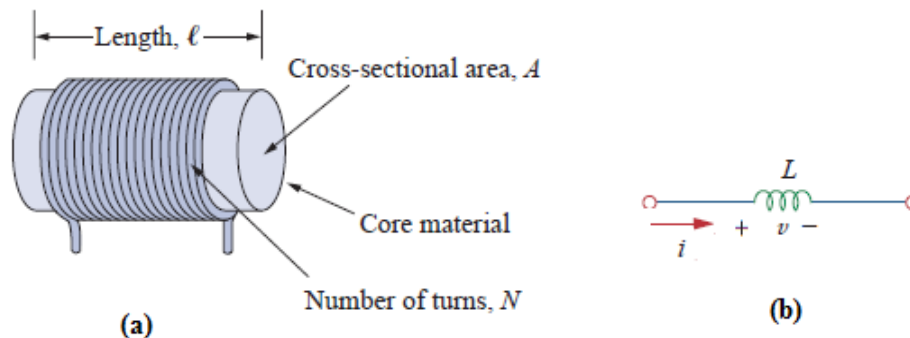 Length, ℓ
Cross-sectional area, A
Core material
Number of turns, N
(a)
L
+ v −
i
(b)